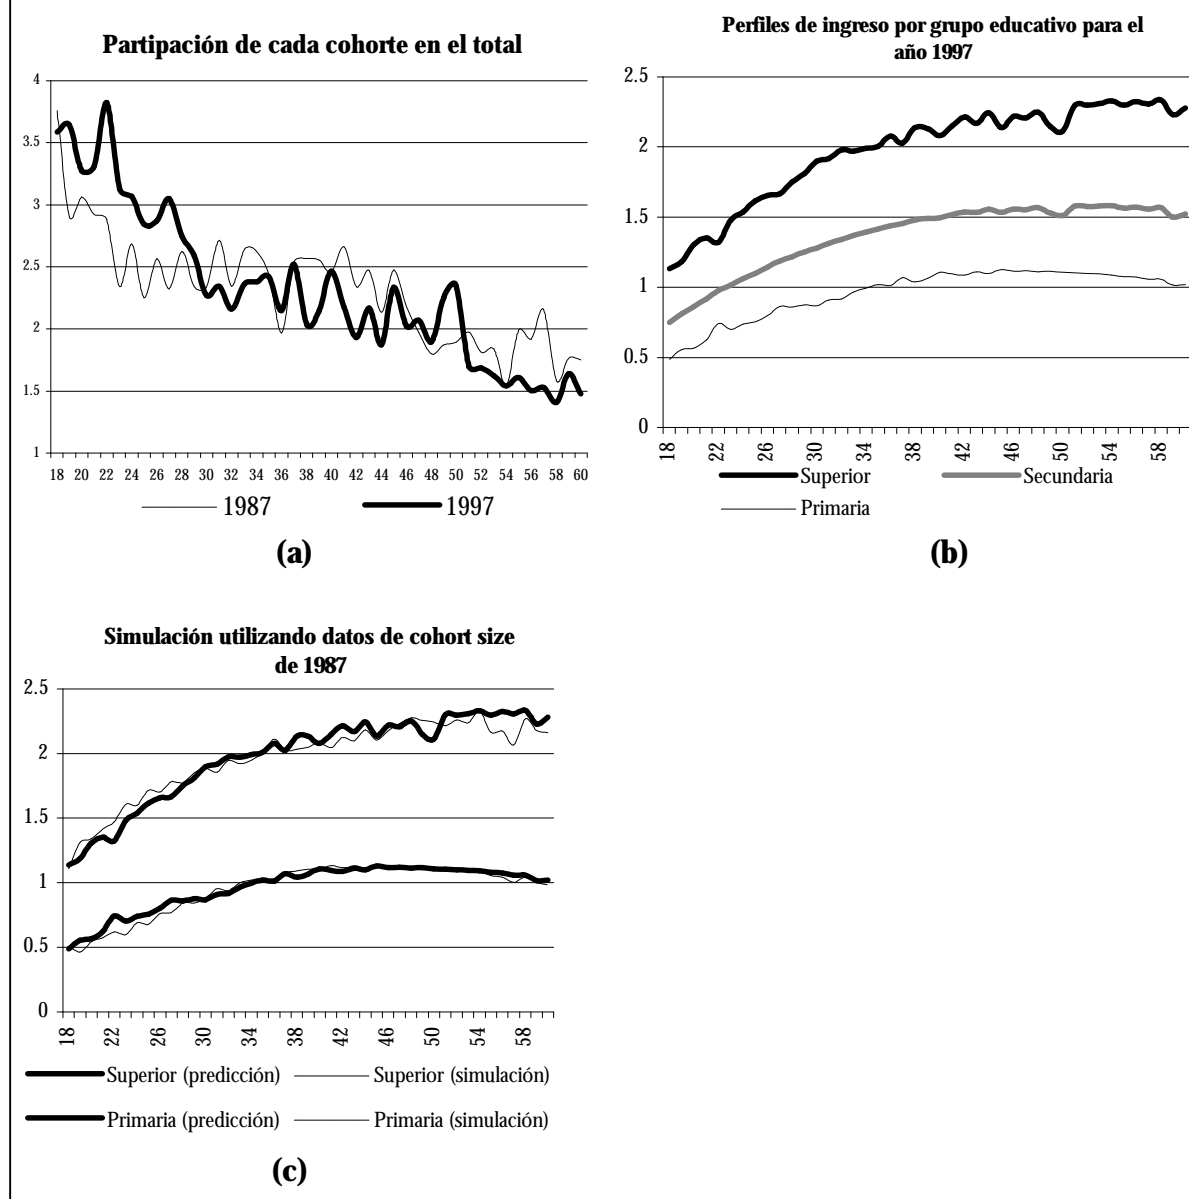 Partipación de cada cohorte en el total
4
3.5
3
2.5
2
1.5
1
18 20 22 24 26 28 30 32 34 36 38 40 42 44 46 48 50 52 54 56 58 60
1987 1997
(a)
Perfiles de ingreso por grupo educativo para el
año 1997
2.5
2
1.5
1
0.5
0
18 22 26 30 34 38 42 46 50 54 58
Superior Secundaria
Primaria
(b)
Simulación utilizando datos de cohort size
de 1987
2.5
2
1.5
1
0.5
0
18 22 26 30 34 38 42 46 50 54 58
Superior (predicción) Superior (simulación)
Primaria (predicción) Primaria (simulación)
(c)